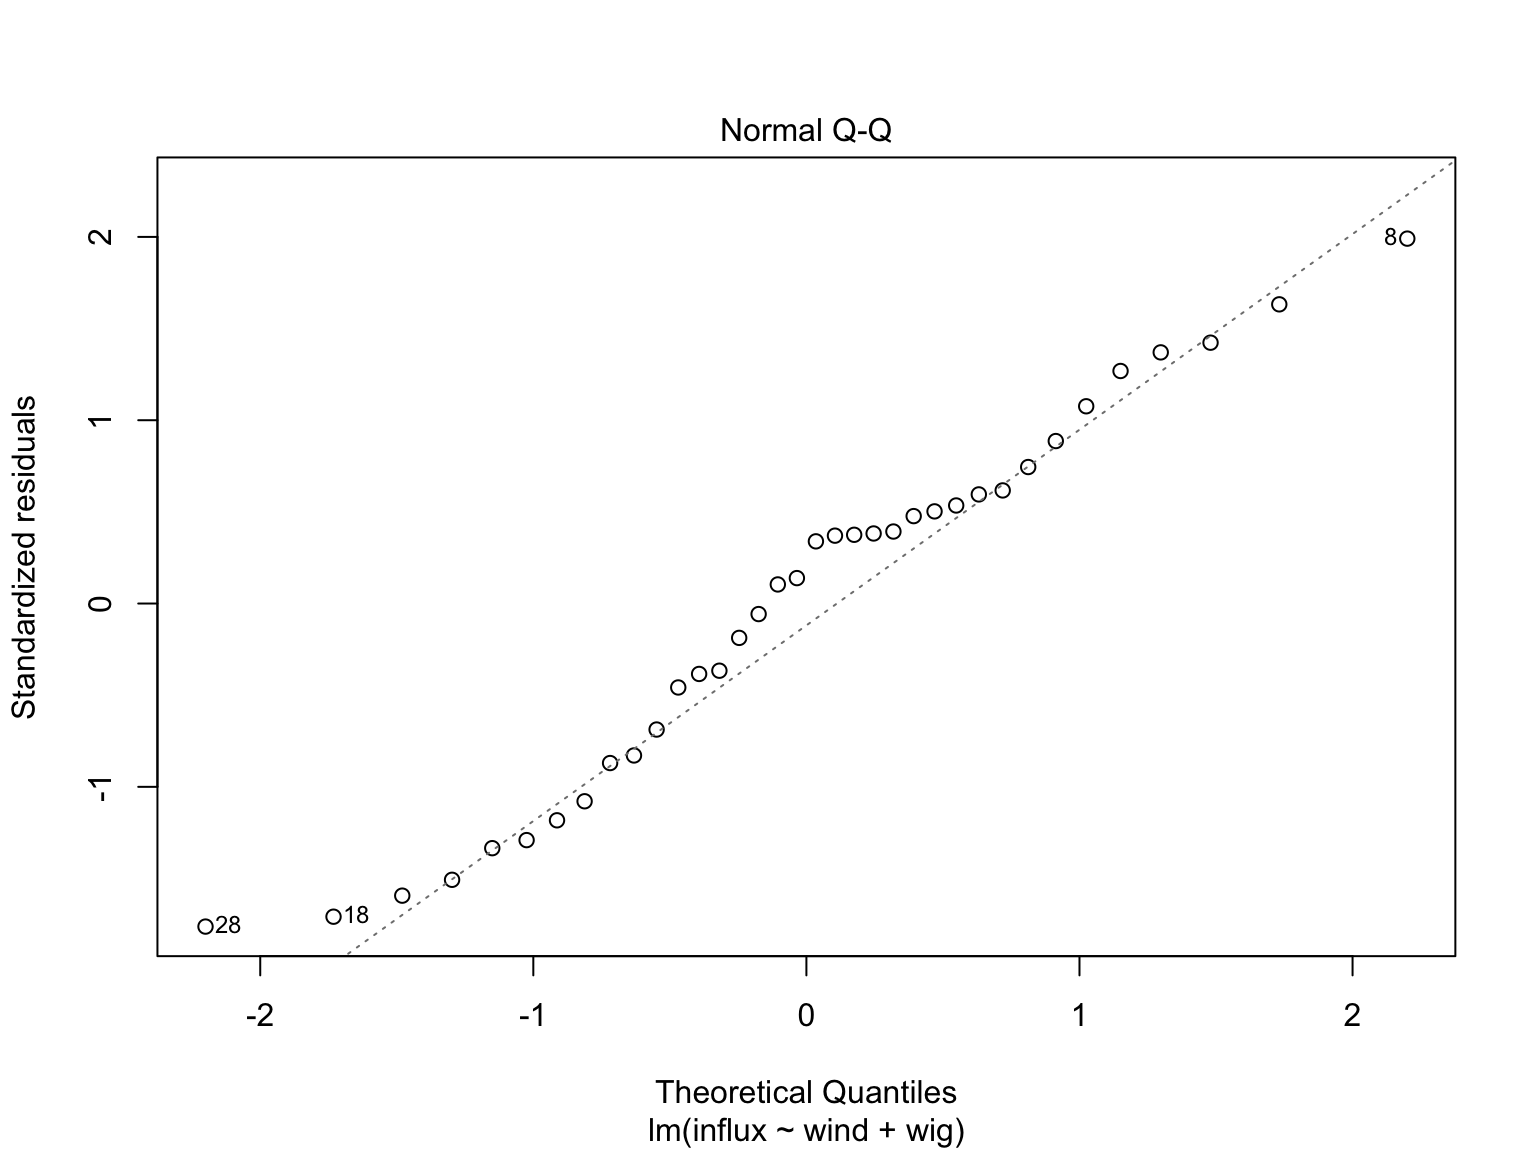 Normal Q-Q
Standardized residuals
2
1
0
-1
8
18
28
-2 -1 0 1 2
Theoretical Quantiles
lm(influx ~ wind + wig)